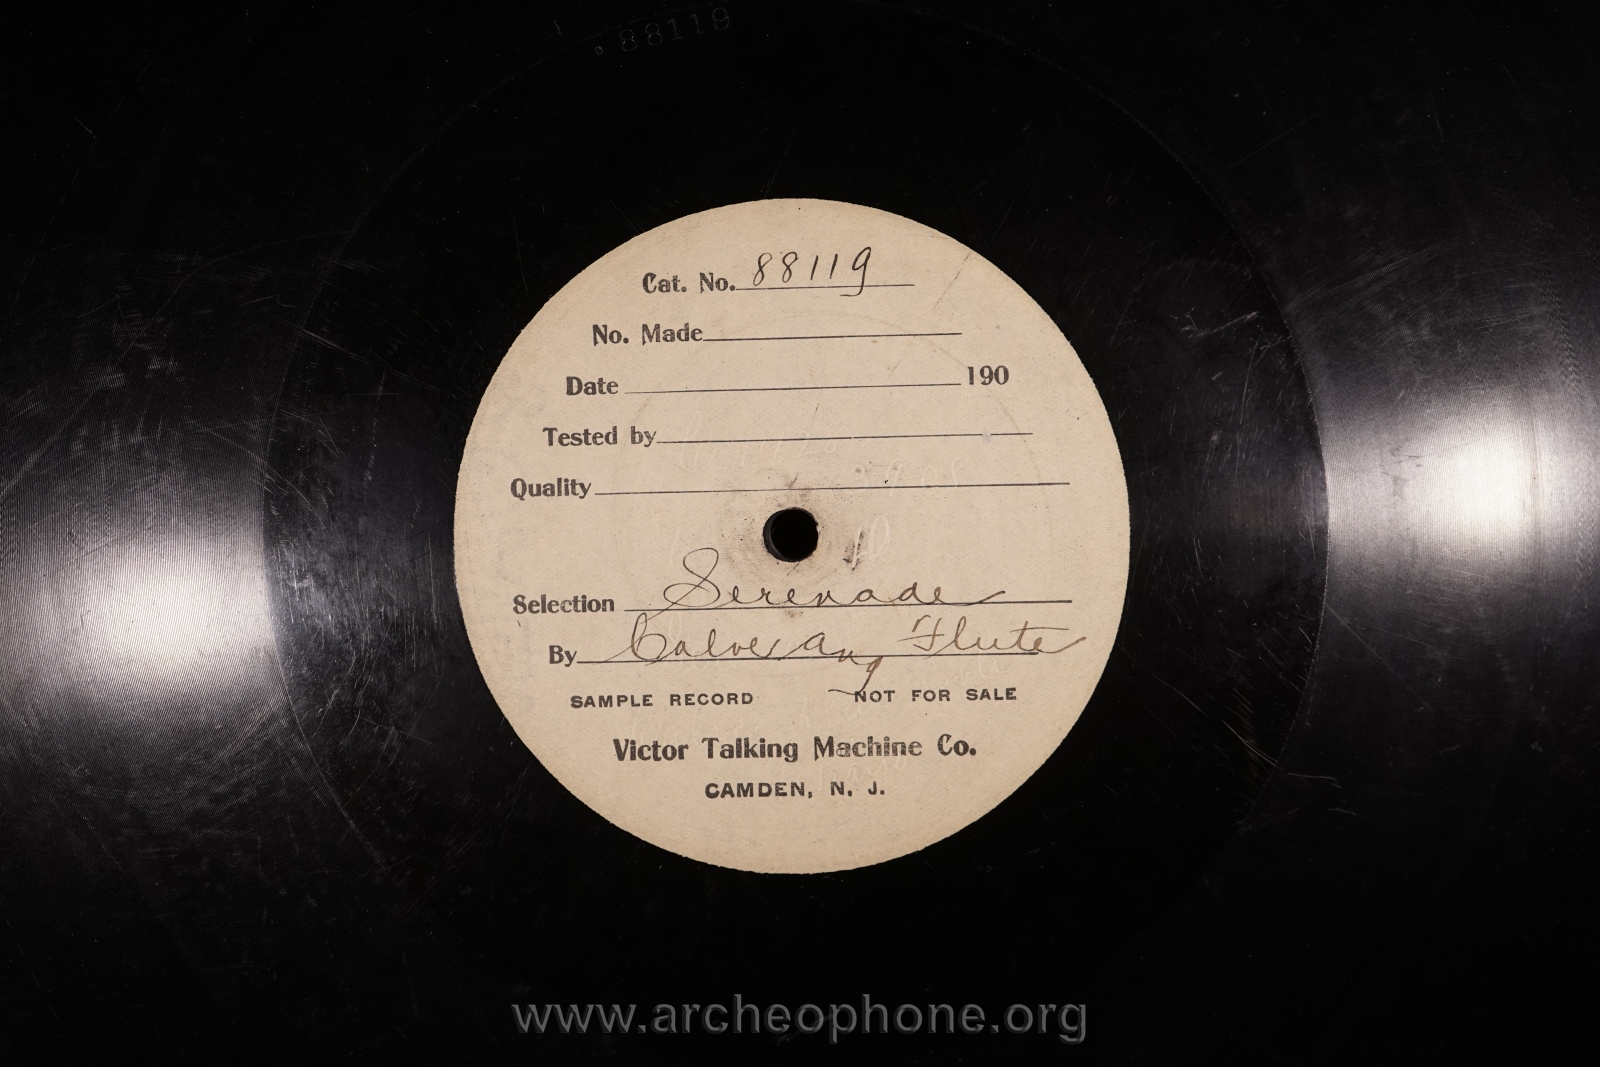 88119
Cat. No. 88119
No. Made
Date 190
Tested by
Quality
Selection Serenade
By Calve ang Flute
SAMPLE RECORD NOT FOR SALE
Victor Talking Machine Co.
CAMDEN, N. J.
www.archeophone.org